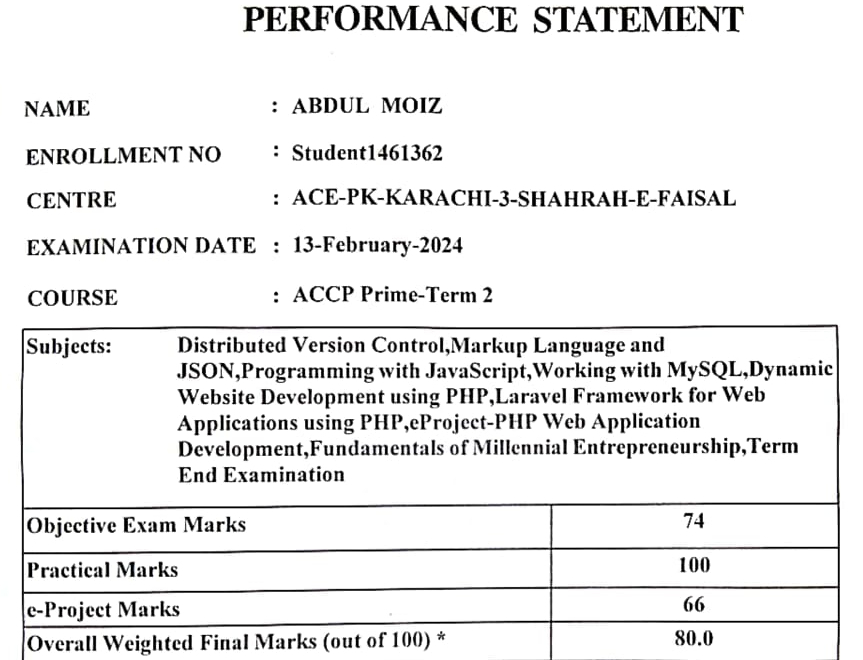 PERFORMANCE STATEMENT
NAME : ABDUL MOIZ
ENROLLMENT NO : Student1461362
CENTRE : ACE-PK-KARACHI-3-SHAHRAH-E-FAISAL
EXAMINATION DATE : 13-February-2024
COURSE : ACCP Prime-Term 2
Subjects: Distributed Version Control,Markup Language and
JSON,Programming with JavaScript,Working with MySQL,Dynamic
Website Development using PHP,Laravel Framework for Web
Applications using PHP,eProject-PHP Web Application
Development,Fundamentals of Millennial Entrepreneurship,Term
End Examination
Objective Exam Marks 74
Practical Marks 100
e-Project Marks 66
Overall Weighted Final Marks (out of 100) * 80.0